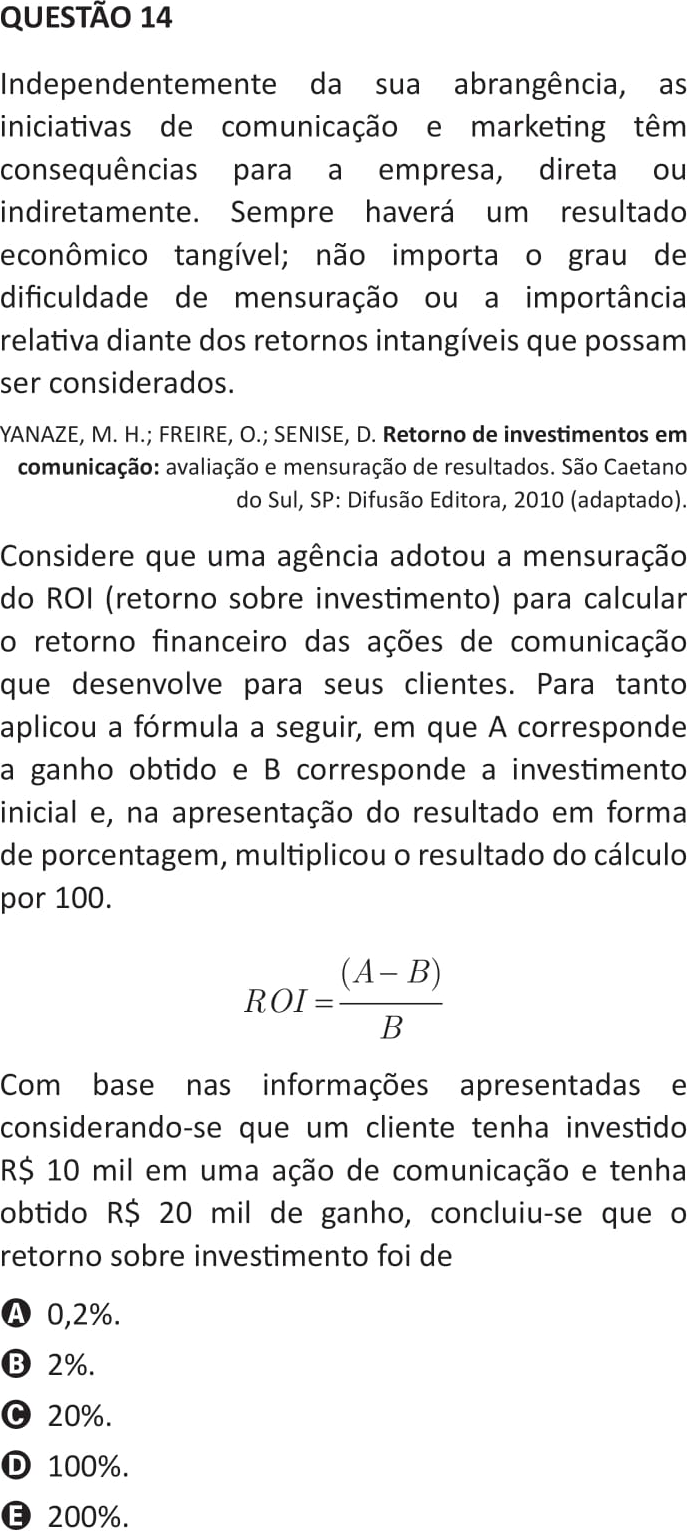 QUESTÃO 14
Independentemente da sua abrangência, as
iniciativas de comunicação e marketing têm
consequências para a empresa, direta ou
indiretamente. Sempre haverá um resultado
econômico tangível; não importa o grau de
dificuldade de mensuração ou a importância
relativa diante dos retornos intangíveis que possam
ser considerados.
YANAZE, M. H.; FREIRE, O.; SENISE, D. Retorno de investimentos em
comunicação: avaliação e mensuração de resultados. São Caetano
do Sul, SP: Difusão Editora, 2010 (adaptado).
Considere que uma agência adotou a mensuração
do ROI (retorno sobre investimento) para calcular
o retorno financeiro das ações de comunicação
que desenvolve para seus clientes. Para tanto
aplicou a fórmula a seguir, em que A corresponde
a ganho obtido e B corresponde a investimento
inicial e, na apresentação do resultado em forma
de porcentagem, multiplicou o resultado do cálculo
por 100.
ROI = (A – B)
B
Com base nas informações apresentadas e
considerando-se que um cliente tenha investido
R$ 10 mil em uma ação de comunicação e tenha
obtido R$ 20 mil de ganho, concluiu-se que o
retorno sobre investimento foi de
A 0,2%.
B 2%.
C 20%.
D 100%.
E 200%.